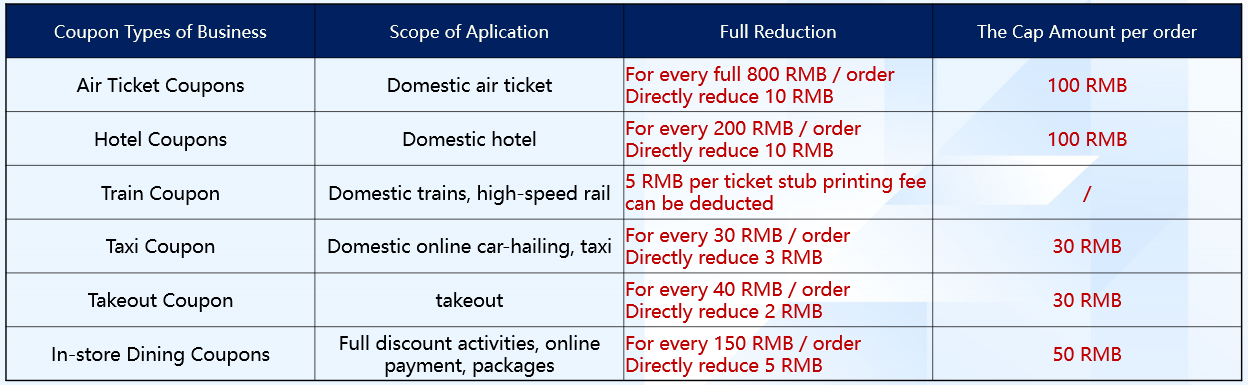 Coupon Types of Business
Scope of Aplication
Full Reduction
The Cap Amount per order
Air Ticket Coupons
Domestic air ticket
For every full 800 RMB / order
Directly reduce 10 RMB
100 RMB
Hotel Coupons
Domestic hotel
For every 200 RMB / order
Directly reduce 10 RMB
100 RMB
Train Coupon
Domestic trains, high-speed rail
5 RMB per ticket stub printing fee
can be deducted
/
Taxi Coupon
Domestic online car-hailing, taxi
For every 30 RMB / order
Directly reduce 3 RMB
30 RMB
Takeout Coupon
takeout
For every 40 RMB / order
Directly reduce 2 RMB
30 RMB
In-store Dining Coupons
Full discount activities, online
payment, packages
For every 150 RMB / order
Directly reduce 5 RMB
50 RMB